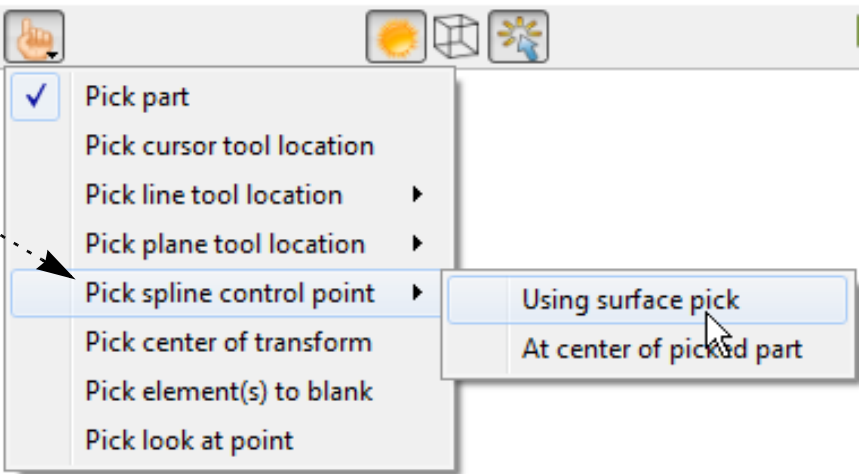 Pick part
Pick cursor tool location
Pick line tool location
Pick plane tool location
Pick spline control point
Using surface pick
At center of picked part
Pick center of transform
Pick element(s) to blank
Pick look at point